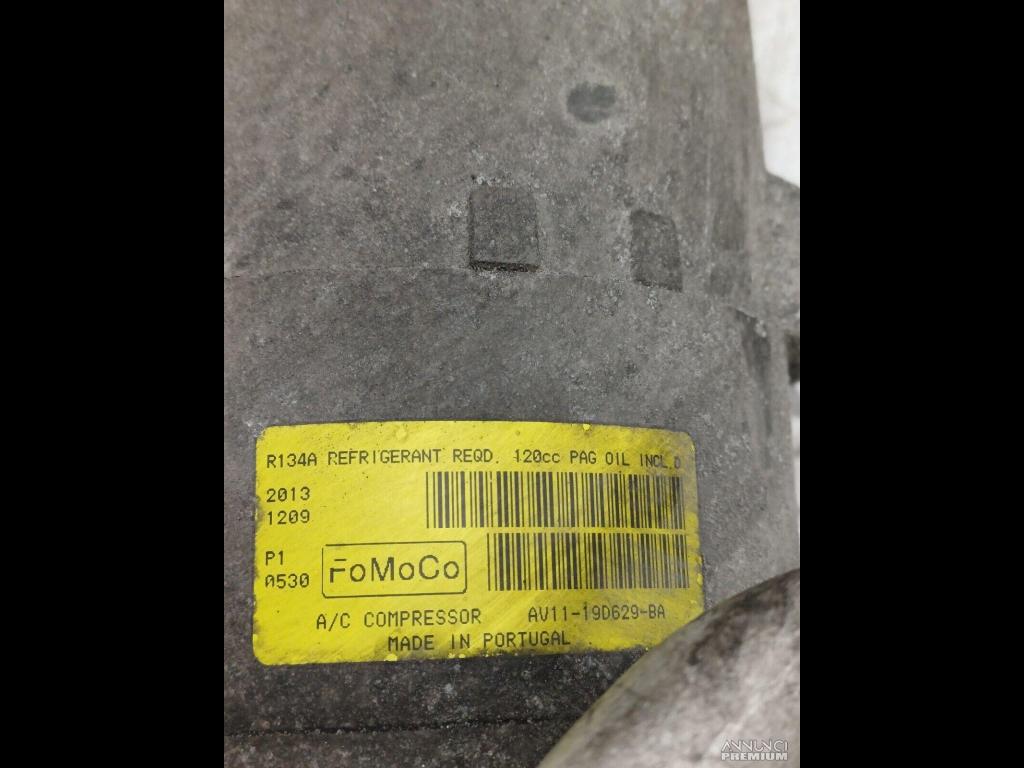 R134A REFRIGERANT REQD. 120cc PAG OIL INCL.D
2013
1209
P1
0530
FoMoCo
A/C COMPRESSOR AV11-19D629-BA
MADE IN PORTUGAL
ANNUNCI
PREMIUM